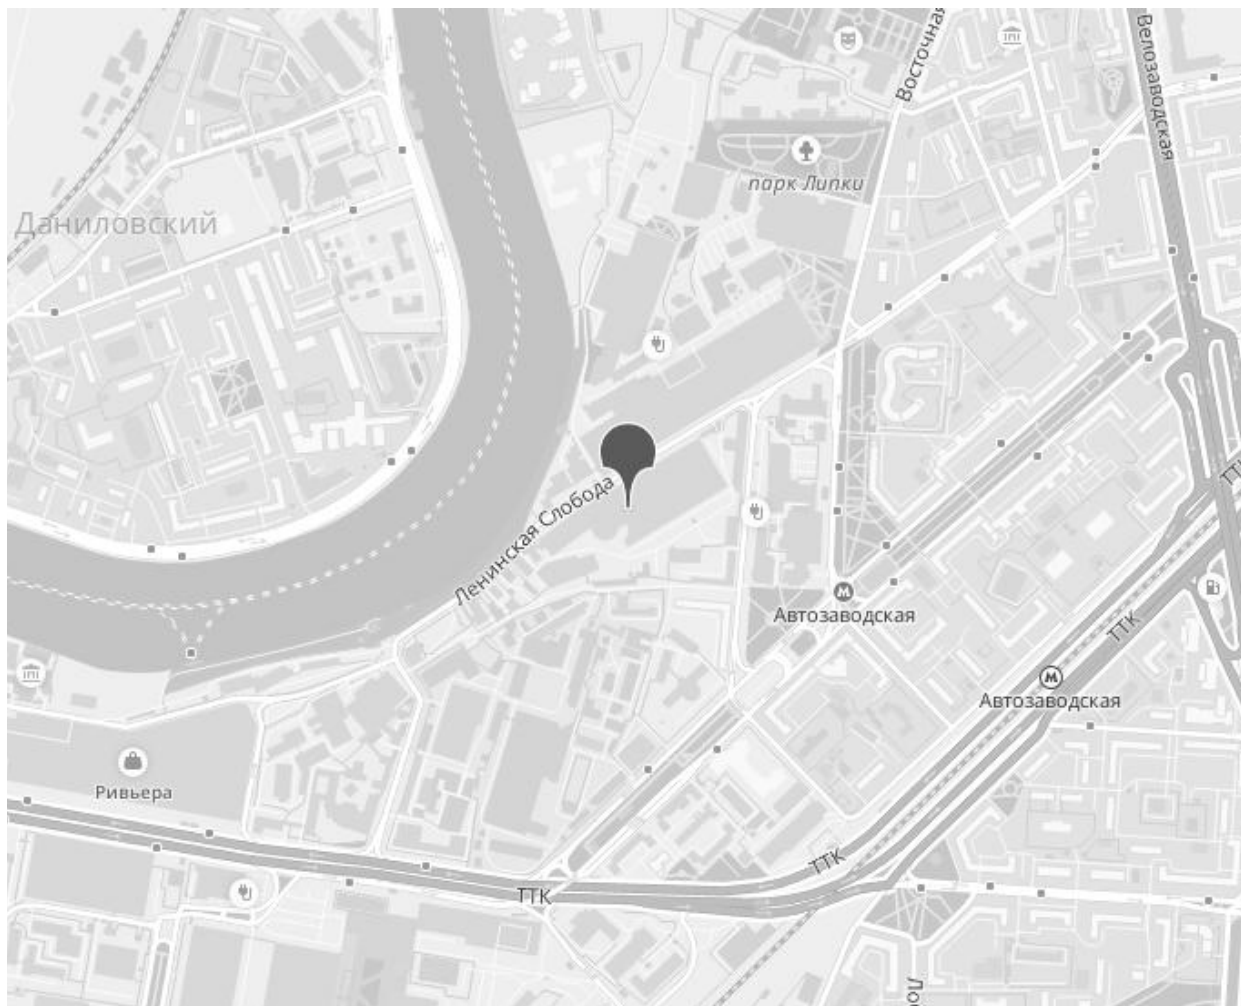 Восточная
Велозаводская
парк Липки
Даниловский
Ленинская Слобода
М
Автозаводская
ТТК
ТТК
М
Автозаводская
Ривьера
ТТК
ТТК